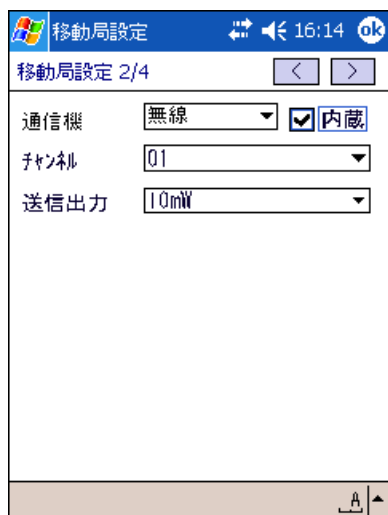 移動局設定 16:14 ok
移動局設定 2/4 < >
通信機 無線 内蔵
ﾁｬﾝﾈﾙ 01
送信出力 10mW
A